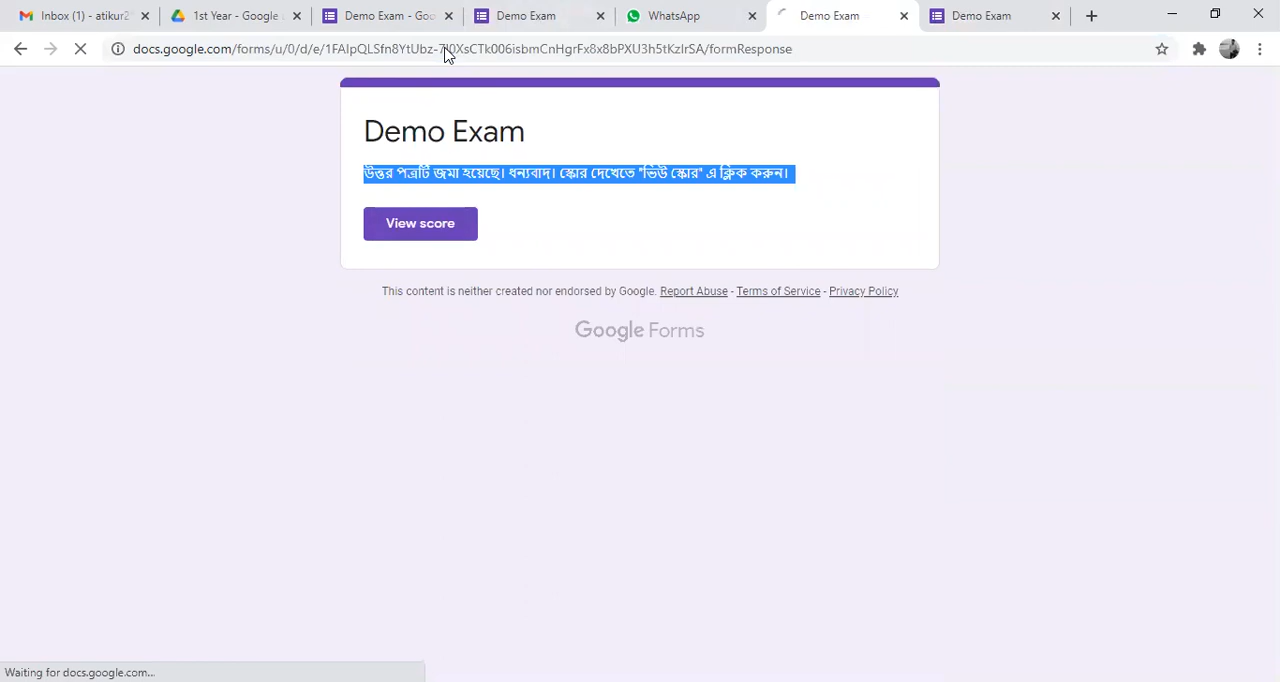 Inbox (1) - atikur2
1st Year - Google
Demo Exam - Goo
Demo Exam
WhatsApp
Demo Exam
Demo Exam
docs.google.com/forms/u/0/d/e/1FAIpQLSfn8YtUbz-7l0XsCTk006isbmCnHgrFx8x8bPXU3h5tKzIrSA/formResponse
Demo Exam
উত্তর পত্রটি জমা হয়েছে। ধন্যবাদ। স্কোর দেখেতে "ভিউ স্কোর" এ ক্লিক করুন।
View score
This content is neither created nor endorsed by Google. Report Abuse - Terms of Service - Privacy Policy
Google Forms
Waiting for docs.google.com...